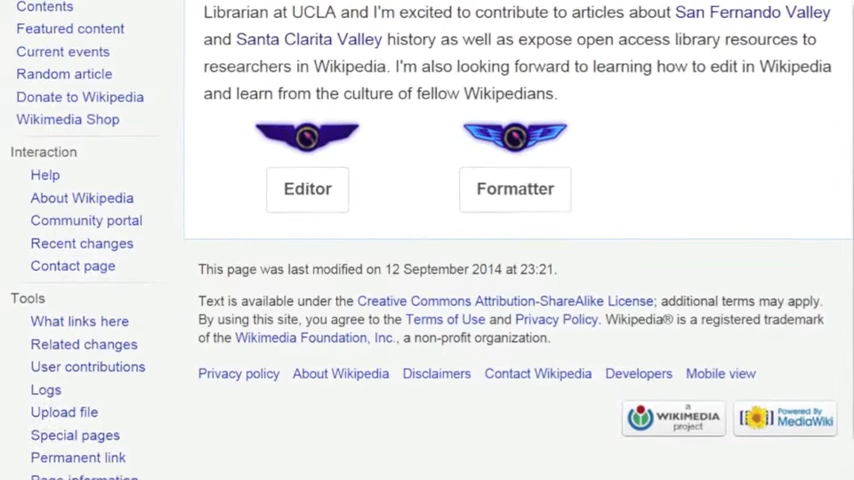 Contents
Featured content
Current events
Random article
Donate to Wikipedia
Wikimedia Shop
Interaction
Help
About Wikipedia
Community portal
Recent changes
Contact page
Tools
What links here
Related changes
User contributions
Logs
Upload file
Special pages
Permanent link
Page information
Librarian at UCLA and I'm excited to contribute to articles about San Fernando Valley
and Santa Clarita Valley history as well as expose open access library resources to
researchers in Wikipedia. I'm also looking forward to learning how to edit in Wikipedia
and learn from the culture of fellow Wikipedians.
Editor
Formatter
This page was last modified on 12 September 2014 at 23:21.
Text is available under the Creative Commons Attribution-ShareAlike License; additional terms may apply.
By using this site, you agree to the Terms of Use and Privacy Policy. Wikipedia® is a registered trademark
of the Wikimedia Foundation, Inc., a non-profit organization.
Privacy policy About Wikipedia Disclaimers Contact Wikipedia Developers Mobile view
a
WIKIMEDIA
project
Powered By
MediaWiki